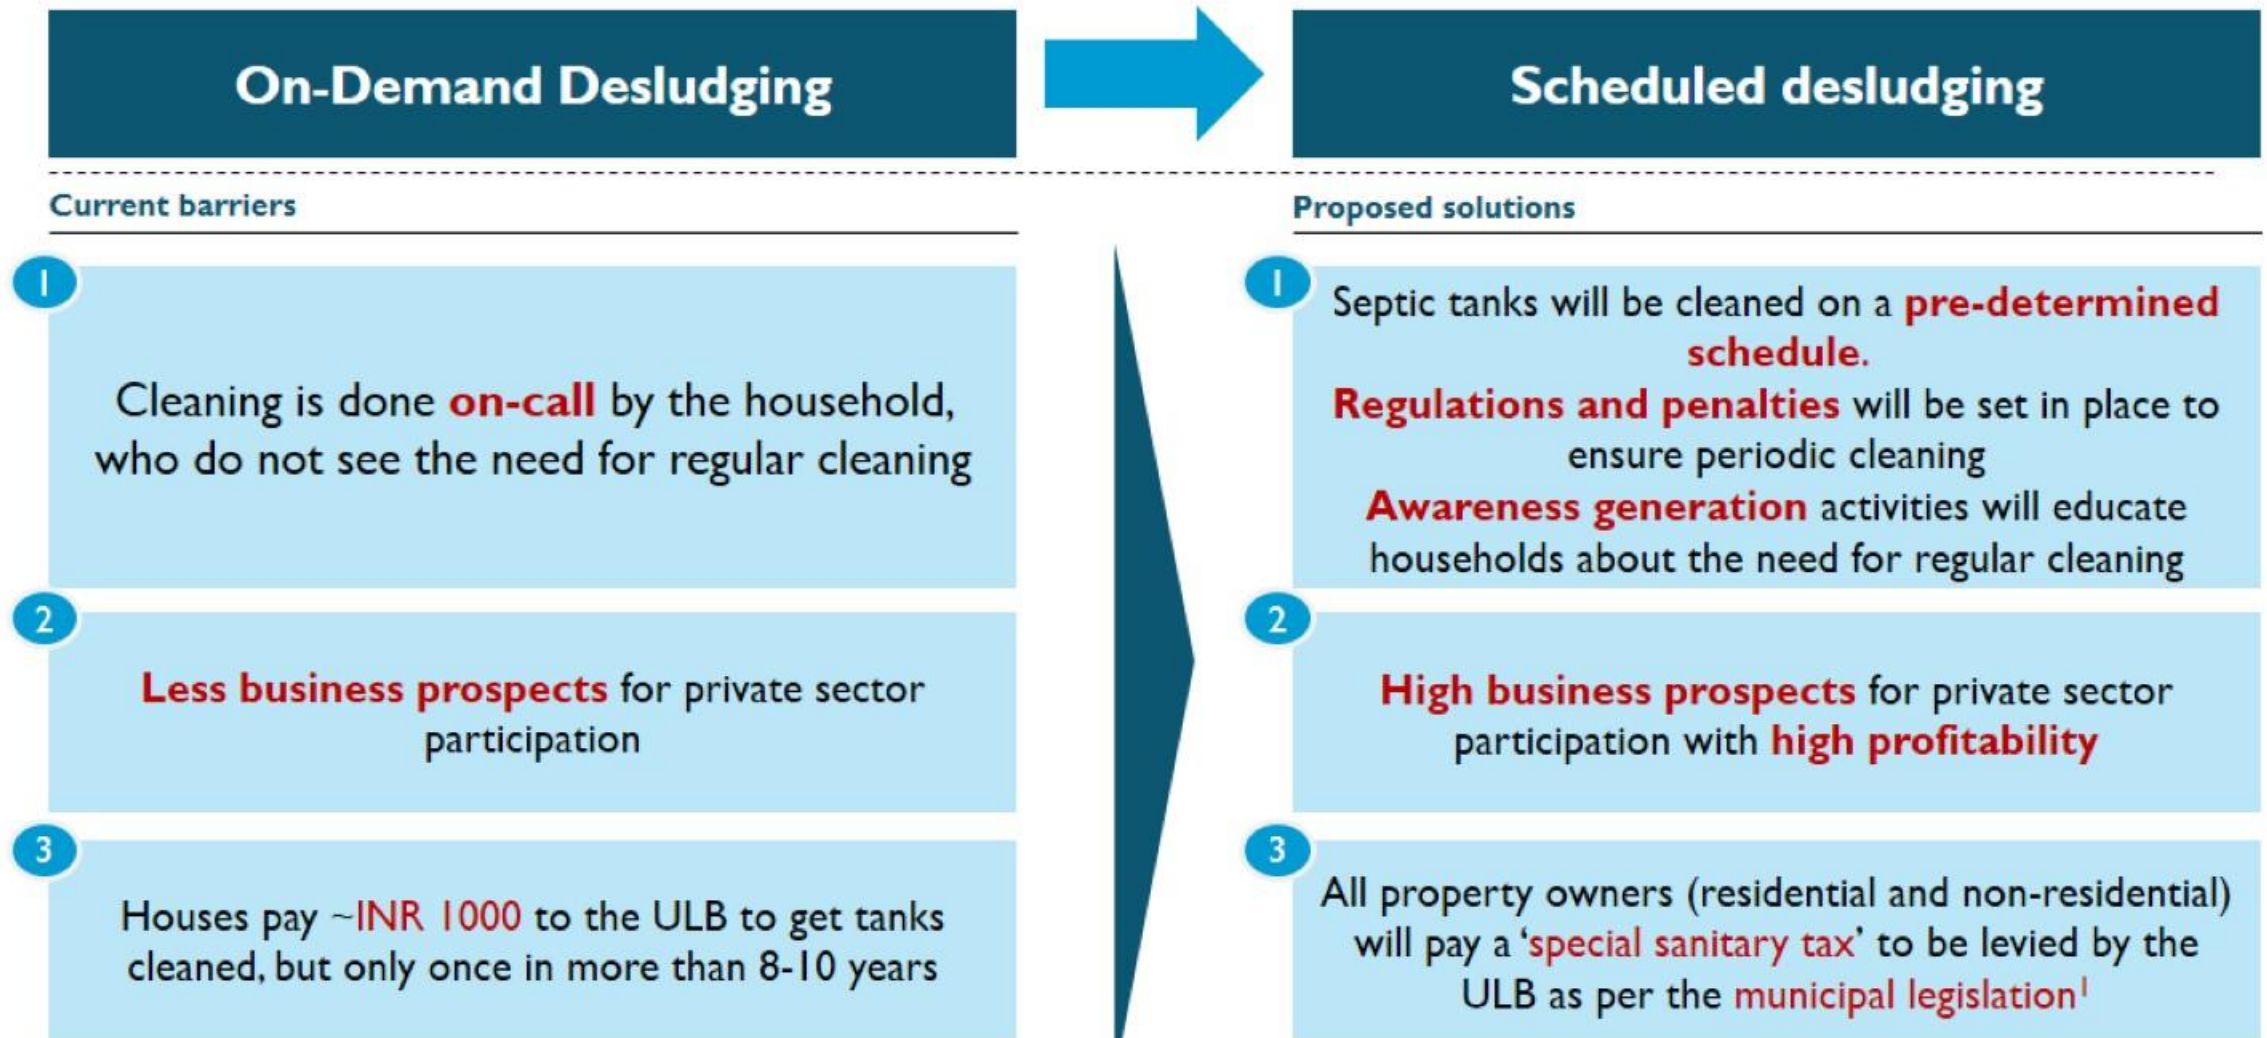 On-Demand Desludging
Scheduled desludging
Current barriers
Proposed solutions
1
Cleaning is done on-call by the household,
who do not see the need for regular cleaning
1
Septic tanks will be cleaned on a pre-determined
schedule.
Regulations and penalties will be set in place to
ensure periodic cleaning
Awareness generation activities will educate
households about the need for regular cleaning
2
Less business prospects for private sector
participation
2
High business prospects for private sector
participation with high profitability
3
Houses pay ~INR 1000 to the ULB to get tanks
cleaned, but only once in more than 8-10 years
3
All property owners (residential and non-residential)
will pay a ‘special sanitary tax’ to be levied by the
ULB as per the municipal legislation¹